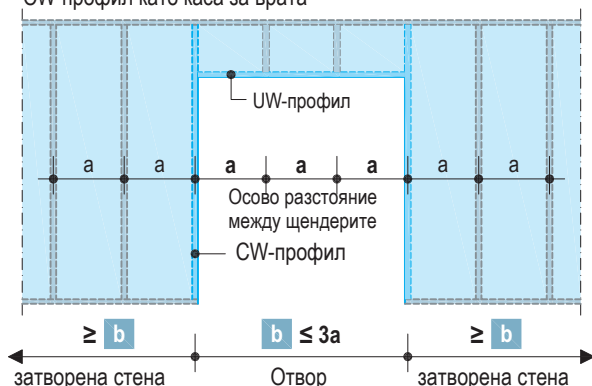 CW-профил като каса за врата
UW-профил
a a a a a a a
Осово разстояние
между щендерите
CW-профил
≥ b b ≤ 3a ≥ b
затворена стена Отвор затворена стена